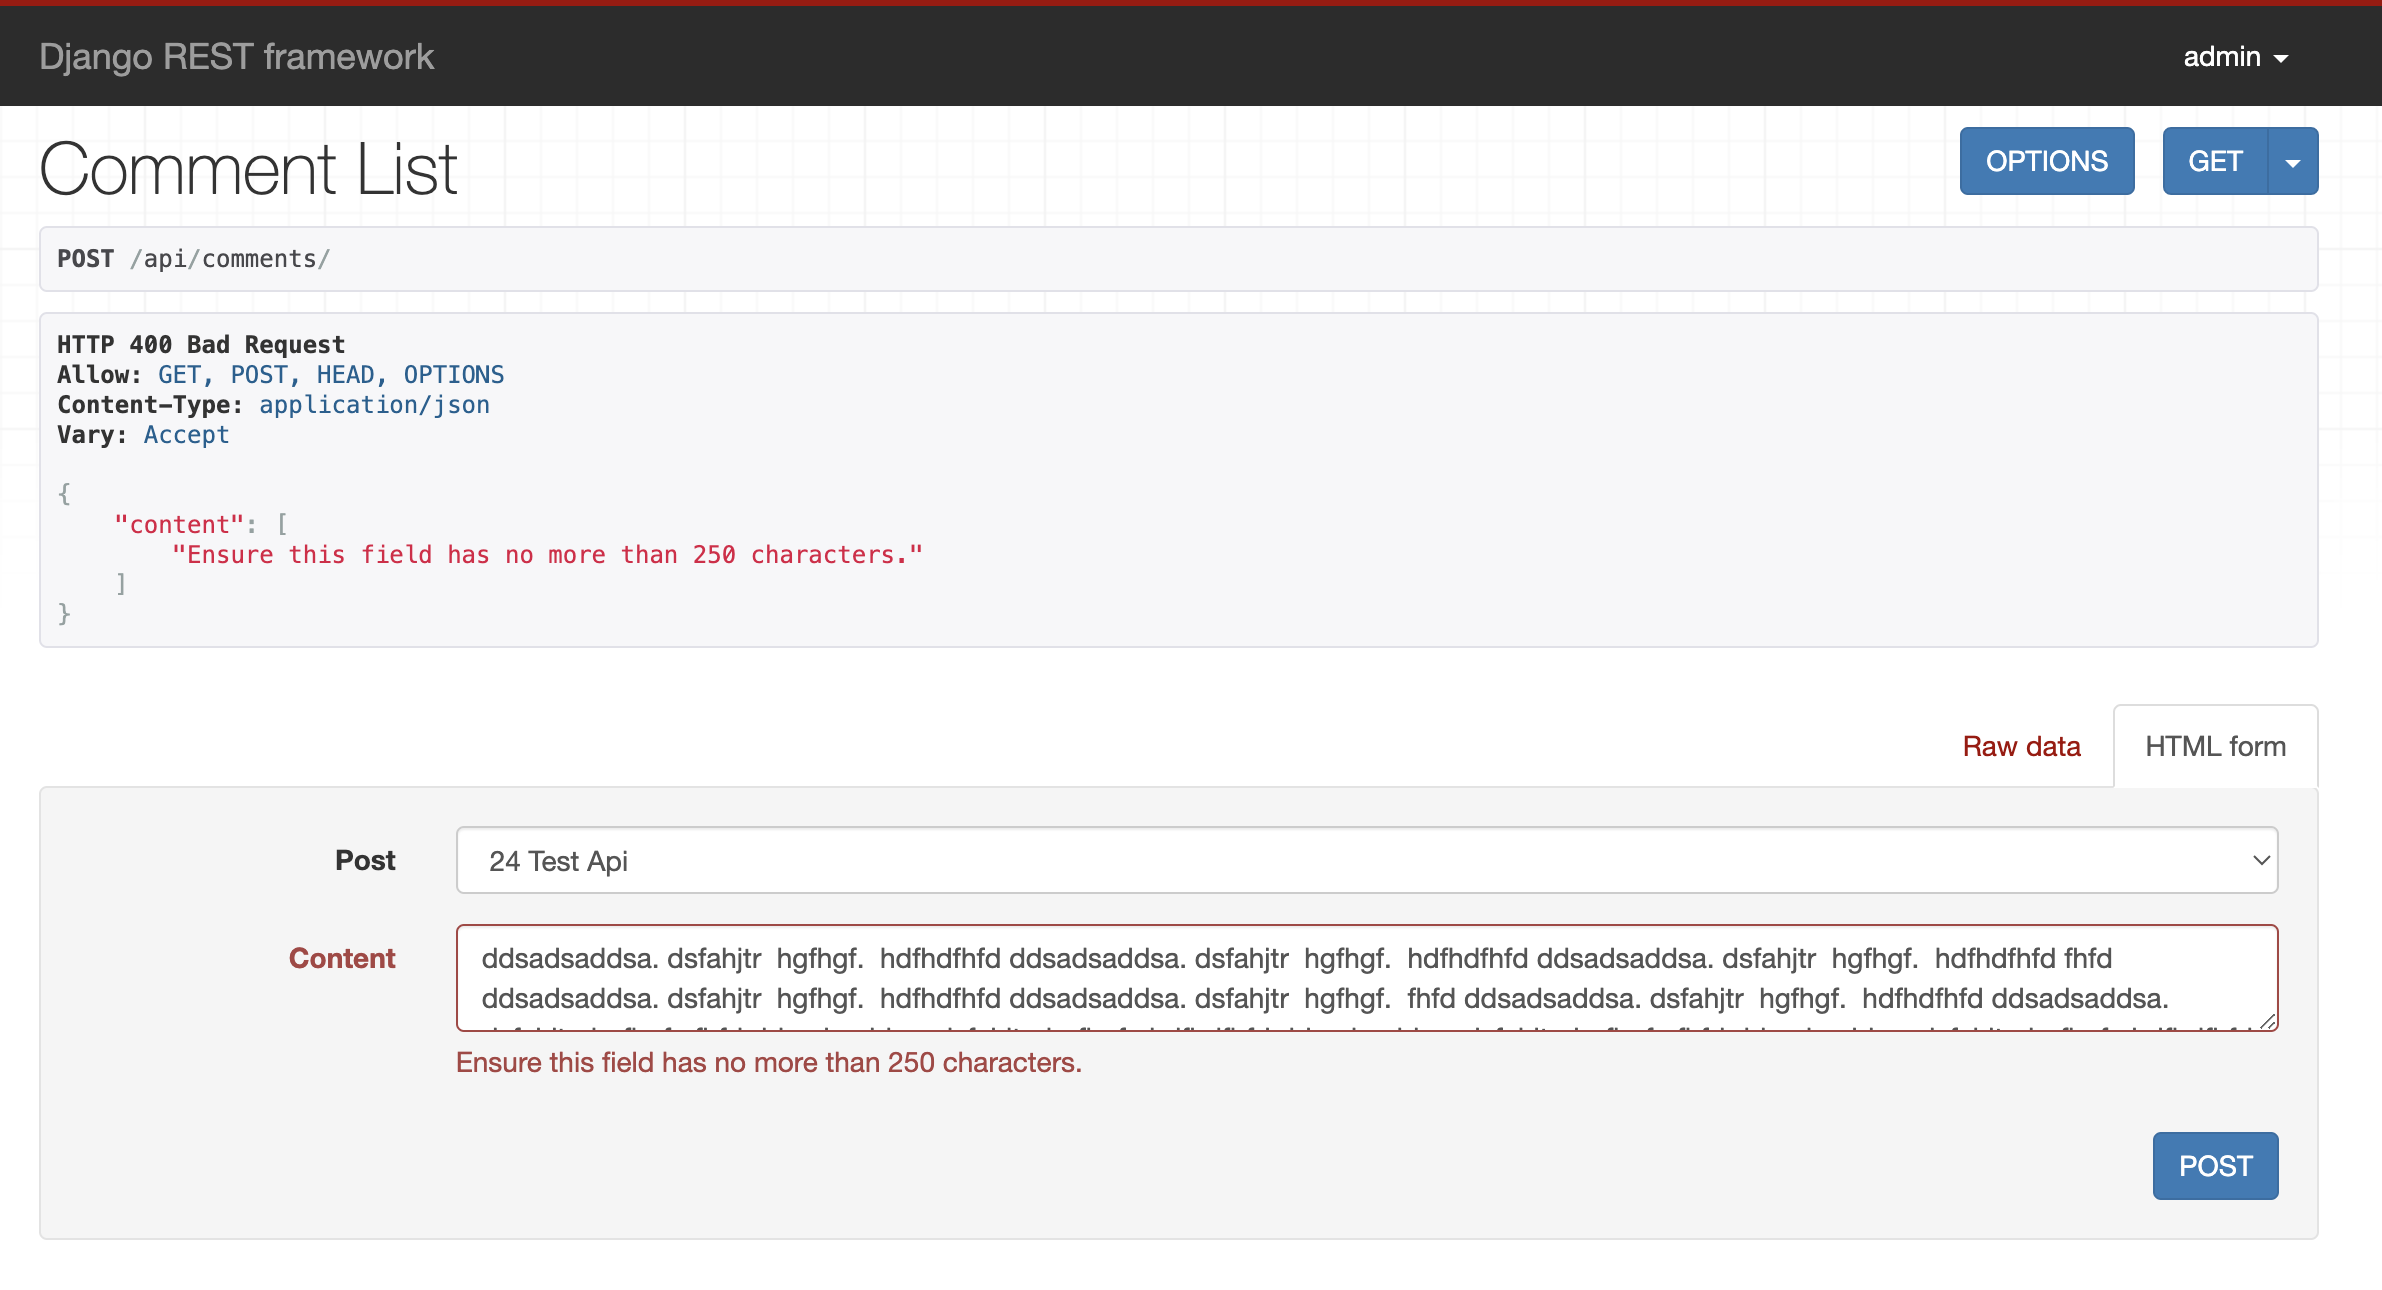 Django REST framework
admin
Comment List
OPTIONS
GET
POST /api/comments/
HTTP 400 Bad Request
Allow: GET, POST, HEAD, OPTIONS
Content-Type: application/json
Vary: Accept
{
"content": [
"Ensure this field has no more than 250 characters."
]
}
Raw data
HTML form
Post
24 Test Api
Content
ddsadsaddsa. dsfahjtr  hgfhgf.  hdfhdfhfd ddsadsaddsa. dsfahjtr  hgfhgf.  hdfhdfhfd ddsadsaddsa. dsfahjtr  hgfhgf.  hdfhdfhfd fhfd
ddsadsaddsa. dsfahjtr  hgfhgf.  hdfhdfhfd ddsadsaddsa. dsfahjtr  hgfhgf.  fhfd ddsadsaddsa. dsfahjtr  hgfhgf.  hdfhdfhfd ddsadsaddsa.
Ensure this field has no more than 250 characters.
POST